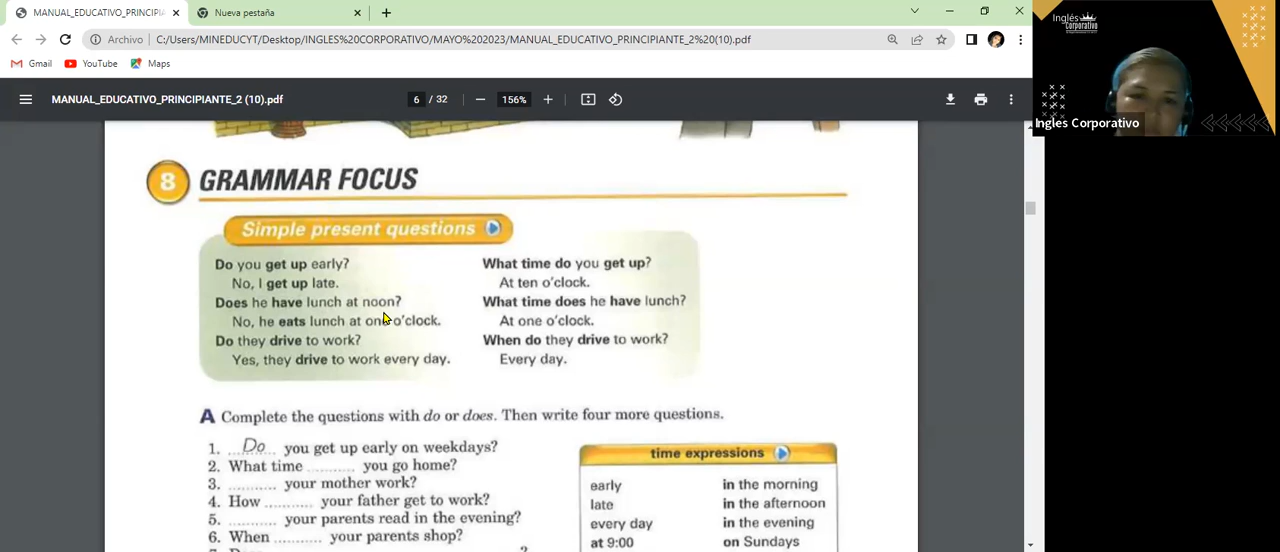 MANUAL_EDUCATIVO_PRINCIPI
Nueva pestaña
Archivo
C:/Users/MINEDUCYT/Desktop/INGLES%20CORPORATIVO/MAYO%202023/MANUAL_EDUCATIVO_PRINCIPIANTE_2%20(10).pdf
Gmail
YouTube
Maps
MANUAL_EDUCATIVO_PRINCIPIANTE_2 (10).pdf
6 / 32
156%
Inglés
Corporativo
Ingles Corporativo
8 GRAMMAR FOCUS
Simple present questions
Do you get up early?
No, I get up late.
Does he have lunch at noon?
No, he eats lunch at one o'clock.
Do they drive to work?
Yes, they drive to work every day.
What time do you get up?
At ten o'clock.
What time does he have lunch?
At one o'clock.
When do they drive to work?
Every day.
A Complete the questions with do or does. Then write four more questions.
1. Do you get up early on weekdays?
2. What time ......... you go home?
3. ......... your mother work?
4. How ......... your father get to work?
5. ......... your parents read in the evening?
6. When ......... your parents shop?
time expressions
early
late
every day
at 9:00
in the morning
in the afternoon
in the evening
on Sundays